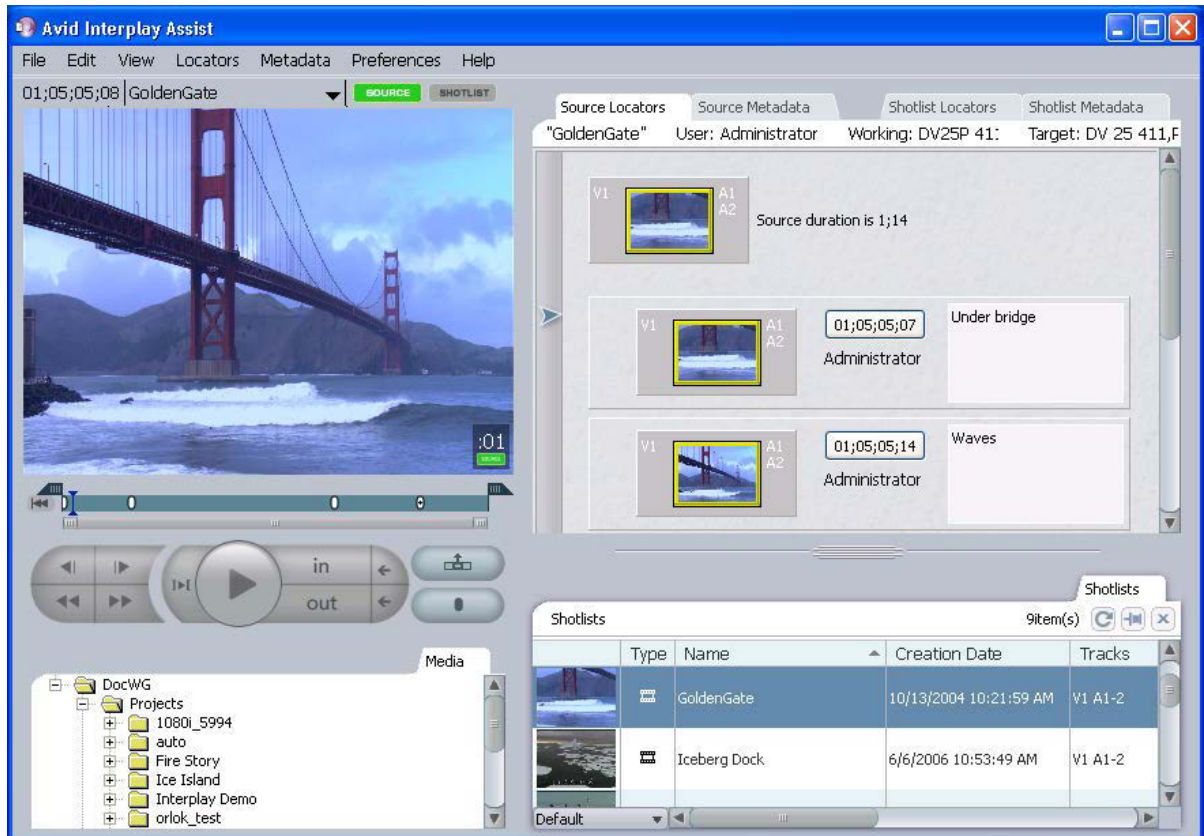 Avid Interplay Assist
File Edit View Locators Metadata Preferences Help
01;05;05;08 GoldenGate SOURCE SHOTLIST
Source Locators Source Metadata Shotlist Locators Shotlist Metadata
"GoldenGate" User: Administrator Working: DV25P 41: Target: DV 25 411,F
V1 A1
A2
Source duration is 1;14
V1 A1
A2
01;05;05;07
Administrator
Under bridge
V1 A1
A2
01;05;05;14
Administrator
Waves
:01
in
out
Media
DocWG
Projects
1080i_5994
auto
Fire Story
Ice Island
Interplay Demo
orlok_test
Shotlists
Shotlists 9item(s)
Type Name Creation Date Tracks
GoldenGate 10/13/2004 10:21:59 AM V1 A1-2
Iceberg Dock 6/6/2006 10:53:49 AM V1 A1-2
Default